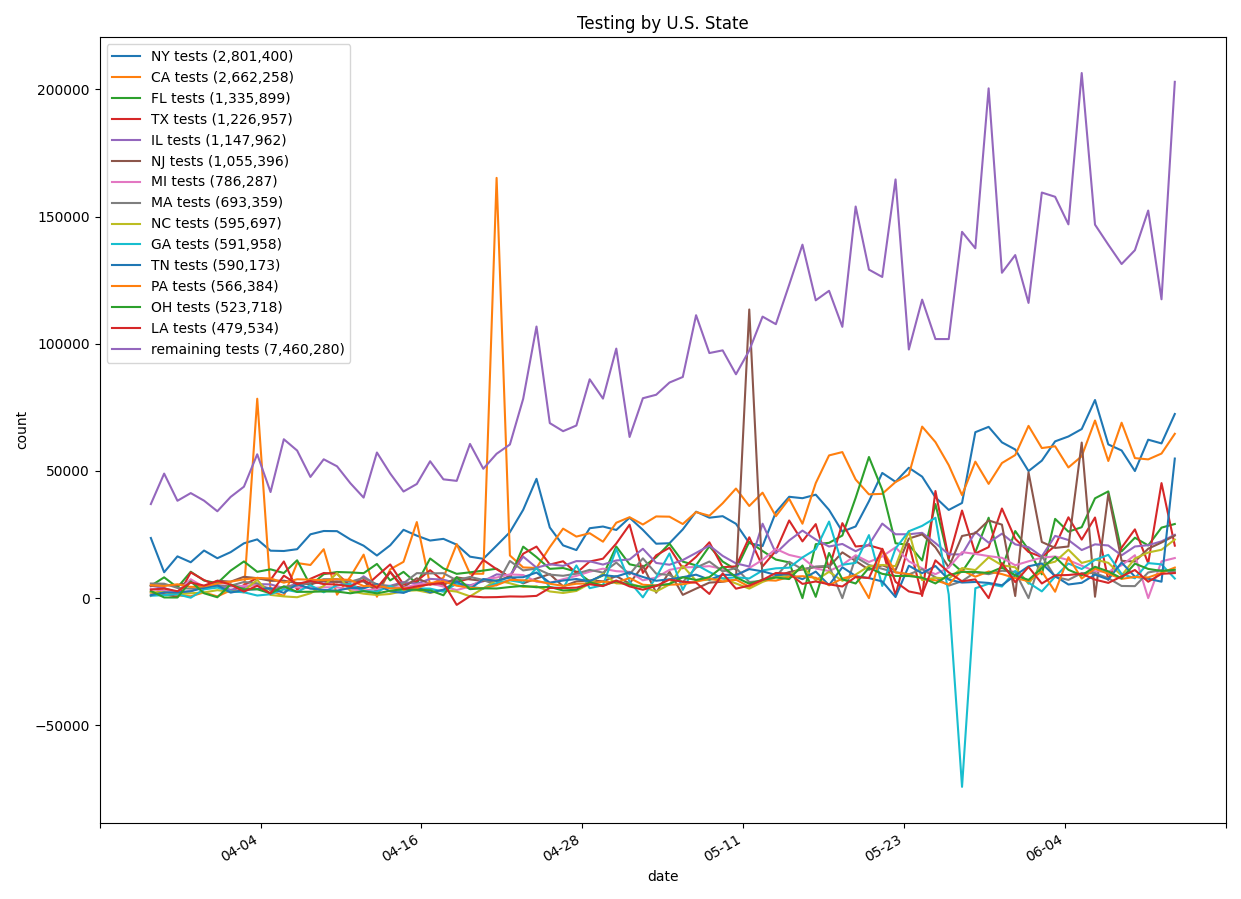 Testing by U.S. State
NY tests (2,801,400)
CA tests (2,662,258)
FL tests (1,335,899)
TX tests (1,226,957)
IL tests (1,147,962)
NJ tests (1,055,396)
MI tests (786,287)
MA tests (693,359)
NC tests (595,697)
GA tests (591,958)
TN tests (590,173)
PA tests (566,384)
OH tests (523,718)
LA tests (479,534)
remaining tests (7,460,280)
200000
150000
100000
50000
0
−50000
count
04-04
04-16
04-28
05-11
05-23
06-04
date